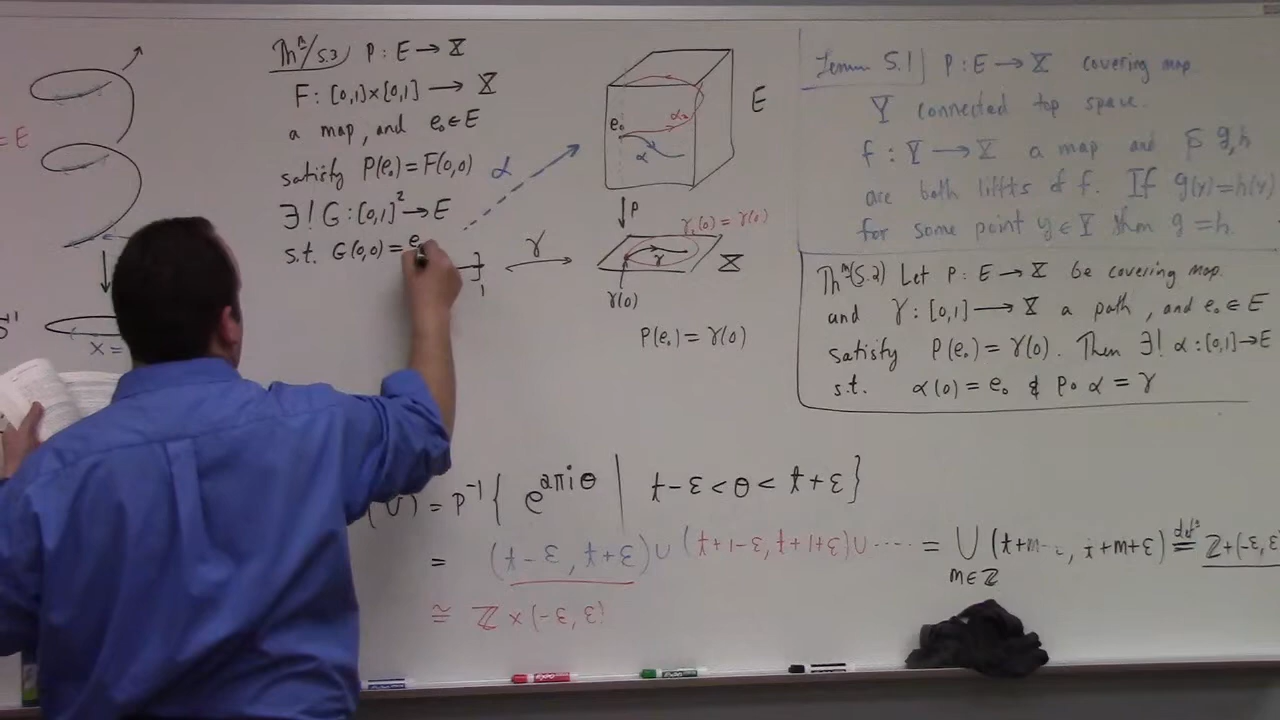 = E
S¹
x =
Thᵐ/5.3) P : E → X
F : [0,1]×[0,1] → X
a map, and e₀ ∈ E
satisfy P(e₀) = F(0,0)
∃! G : [0,1]² → E
s.t. G(0,0) = e
α
]
1
γ
E
e₀
α₂
α
P
γ₁(0) = γ(0)
γ
X
γ(0)
P(e₀) = γ(0)
Lemma 5.1] P : E → X covering map.
Y connected top space.
f : Y → X a map and g, h
are both lifts of f. If g(y) = h(y)
for some point y ∈ Y then g = h.
Thᵐ(5.2) Let P : E → X be covering map.
and γ : [0,1] → X a path, and e₀ ∈ E
satisfy P(e₀) = γ(0). Then ∃! α : [0,1] → E
s.t. α(0) = e₀ & P∘α = γ
(U) = P⁻¹{ e^{2πiθ} | t-ε < θ < t+ε }
= (t-ε, t+ε) ∪ (t+1-ε, t+1+ε) ∪ ····· = ⋃_{m∈ℤ} (t+m-ε, t+m+ε) = ℤ+(-ε, ε
≅ ℤ × (-ε, ε)